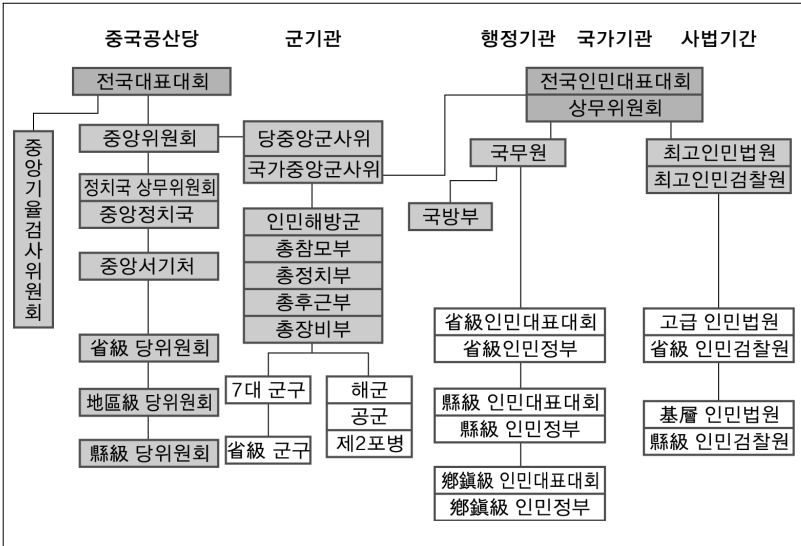 중국공산당
군기관
행정기관
국가기관
사법기간
전국대표대회
중앙기율검사위원회
중앙위원회
정치국 상무위원회
중앙정치국
중앙서기처
省級 당위원회
地區級 당위원회
縣級 당위원회
당중앙군사위
국가중앙군사위
인민해방군
총참모부
총정치부
총후근부
총장비부
7대 군구
省級 군구
해군
공군
제2포병
전국인민대표대회
상무위원회
국무원
국방부
省級인민대표대회
省級인민정부
縣級 인민대표대회
縣級 인민정부
鄕鎭級 인민대표대회
鄕鎭級 인민정부
최고인민법원
최고인민검찰원
고급 인민법원
省級 인민검찰원
基層 인민법원
縣級 인민검찰원